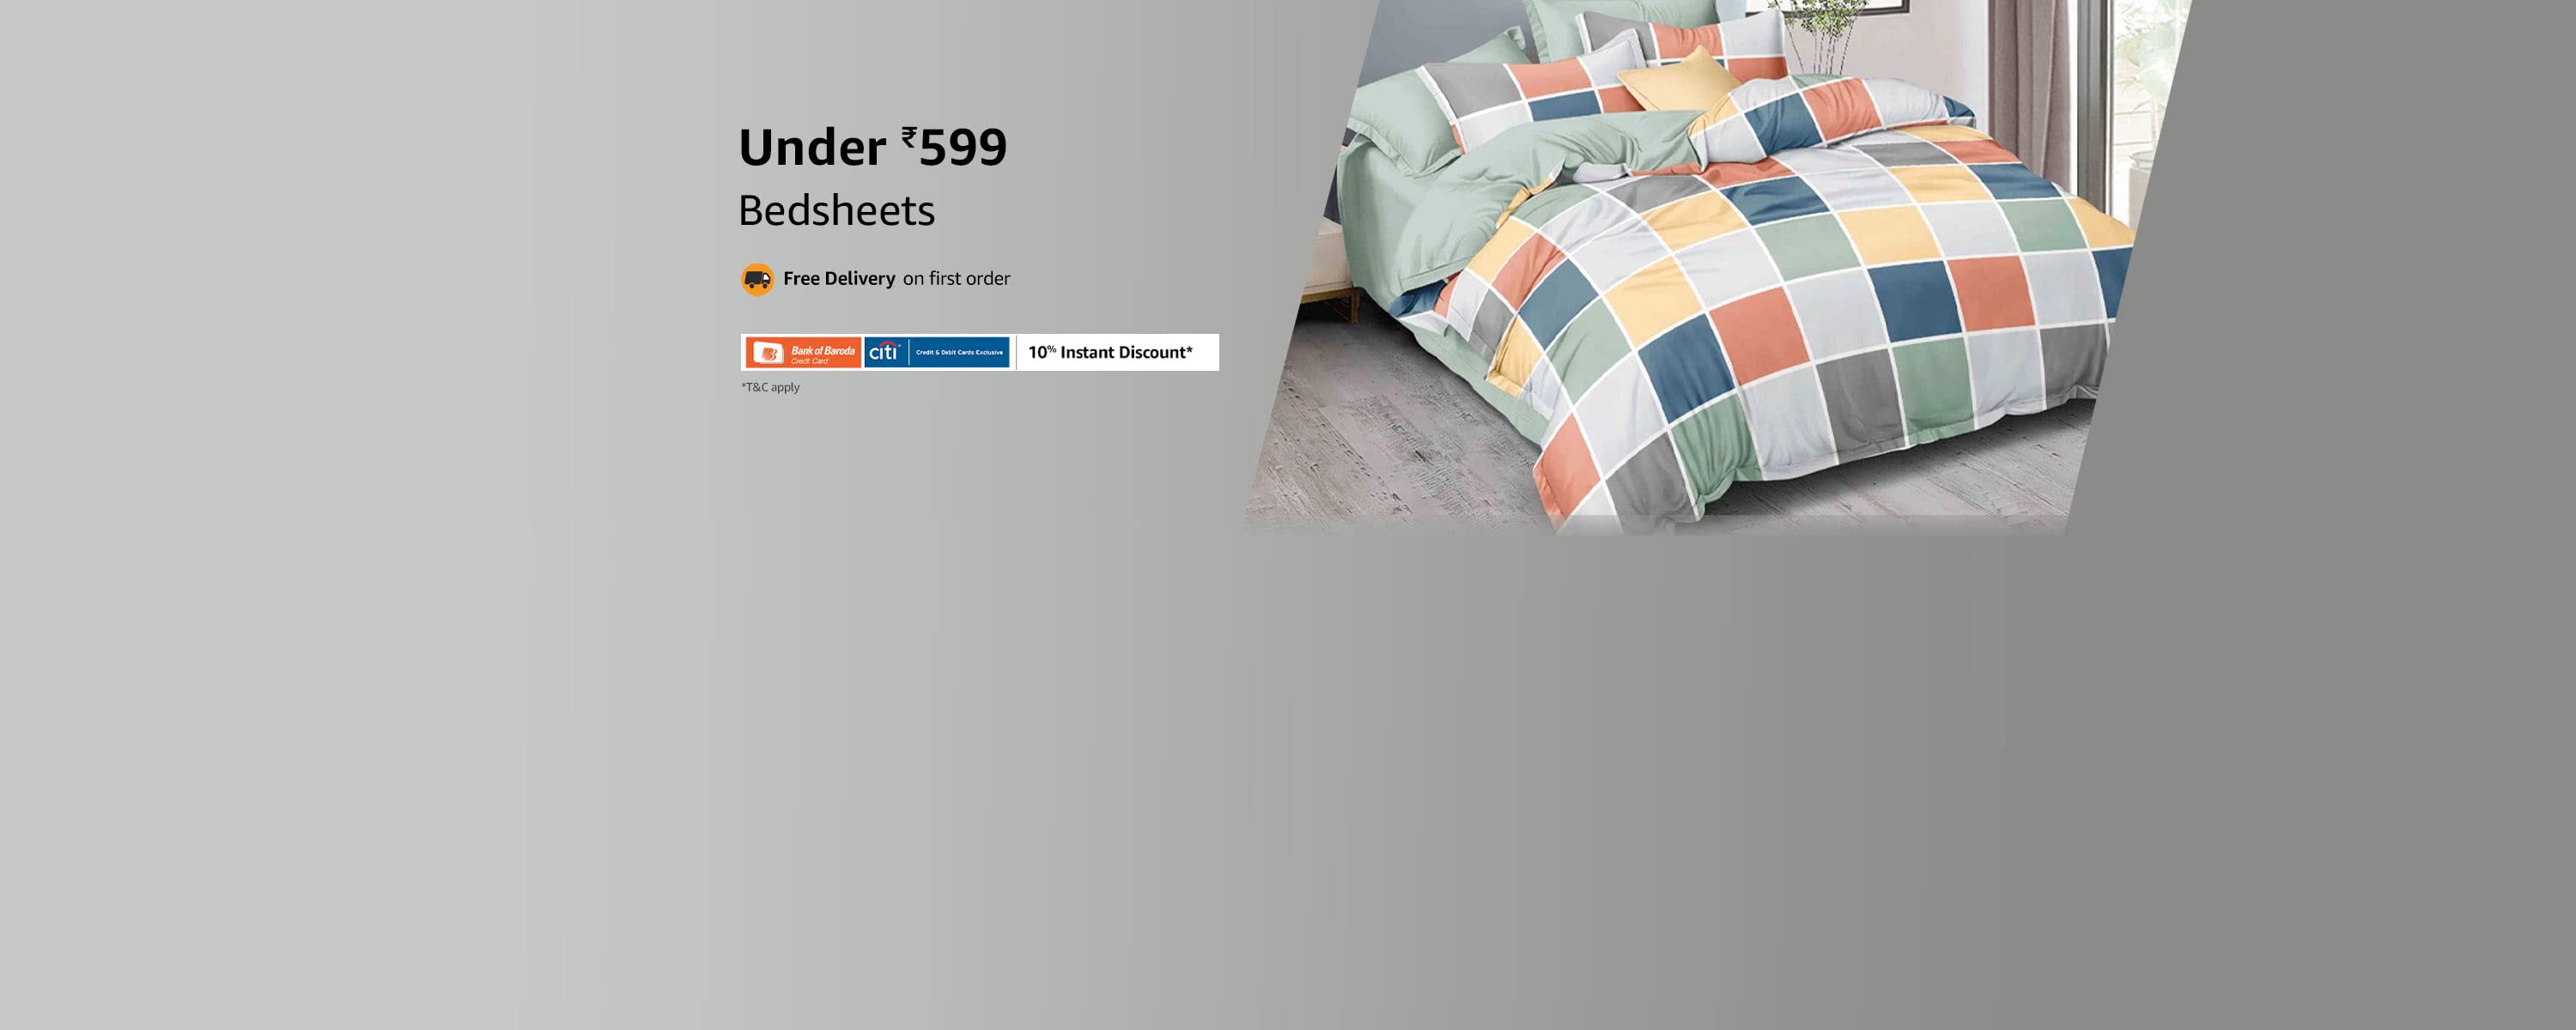 Under ₹599
Bedsheets
Free Delivery on first order
Bank of Baroda
Credit Card
citi
Credit & Debit Cards Exclusive
10% Instant Discount*
*T&C apply